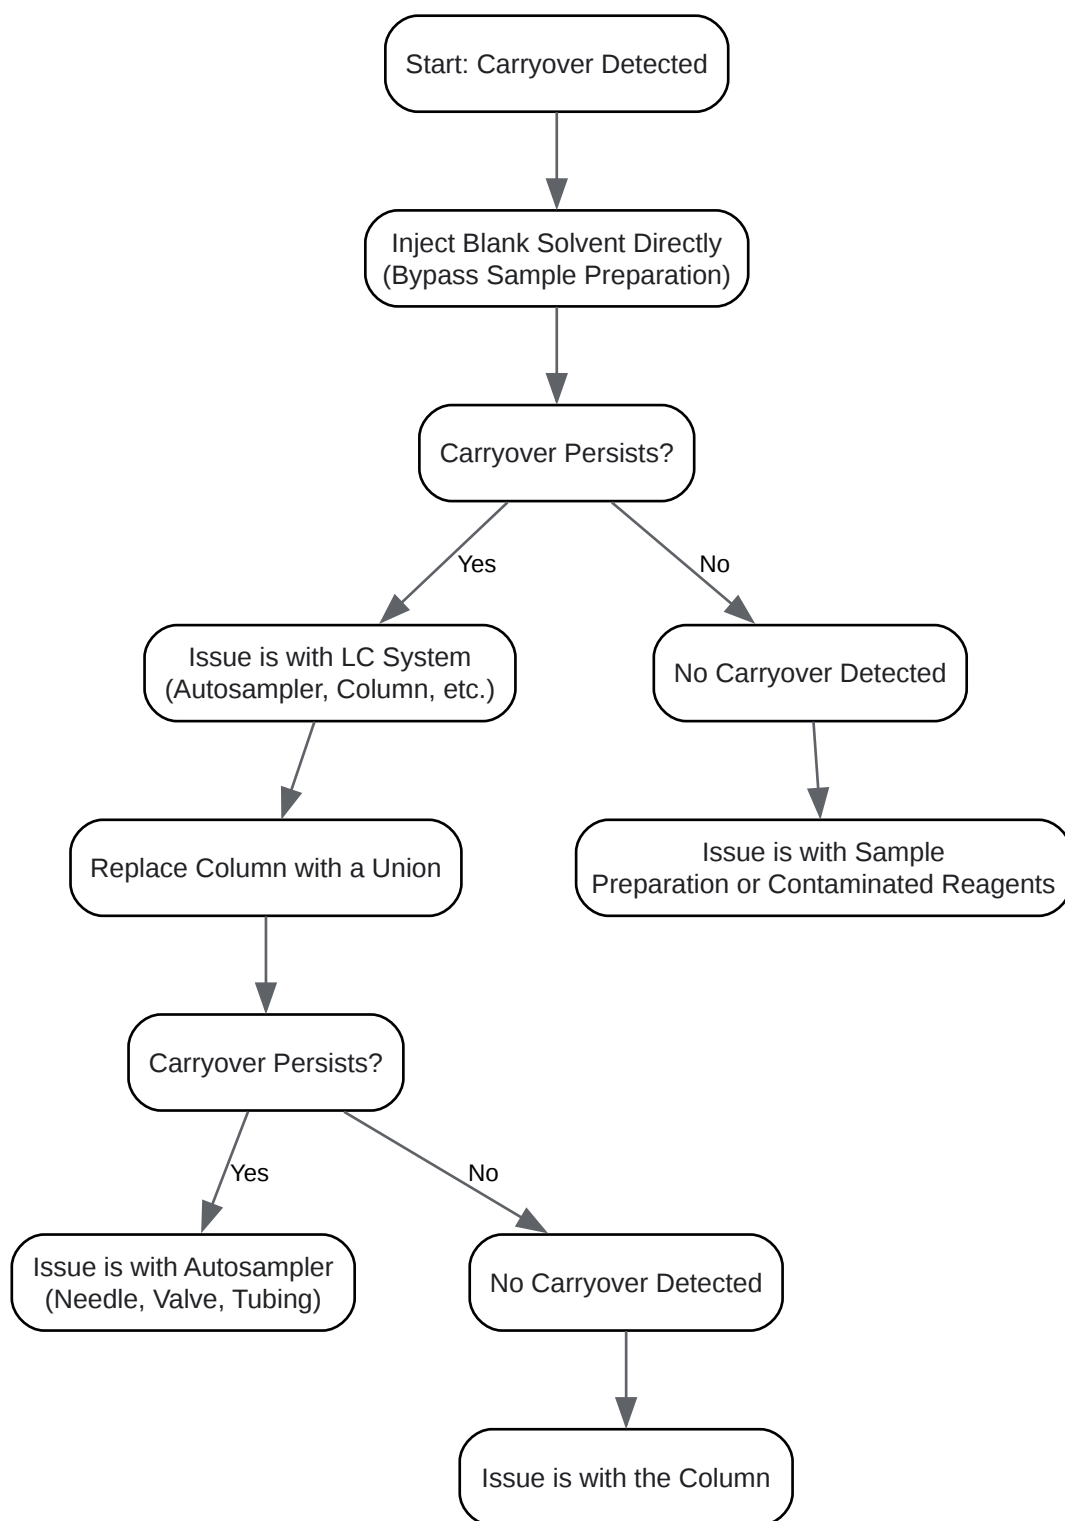 Start: Carryover Detected
Inject Blank Solvent Directly
(Bypass Sample Preparation)
Carryover Persists?
Yes
No
Issue is with LC System
(Autosampler, Column, etc.)
No Carryover Detected
Replace Column with a Union
Issue is with Sample
Preparation or Contaminated Reagents
Carryover Persists?
Yes
No
Issue is with Autosampler
(Needle, Valve, Tubing)
No Carryover Detected
Issue is with the Column